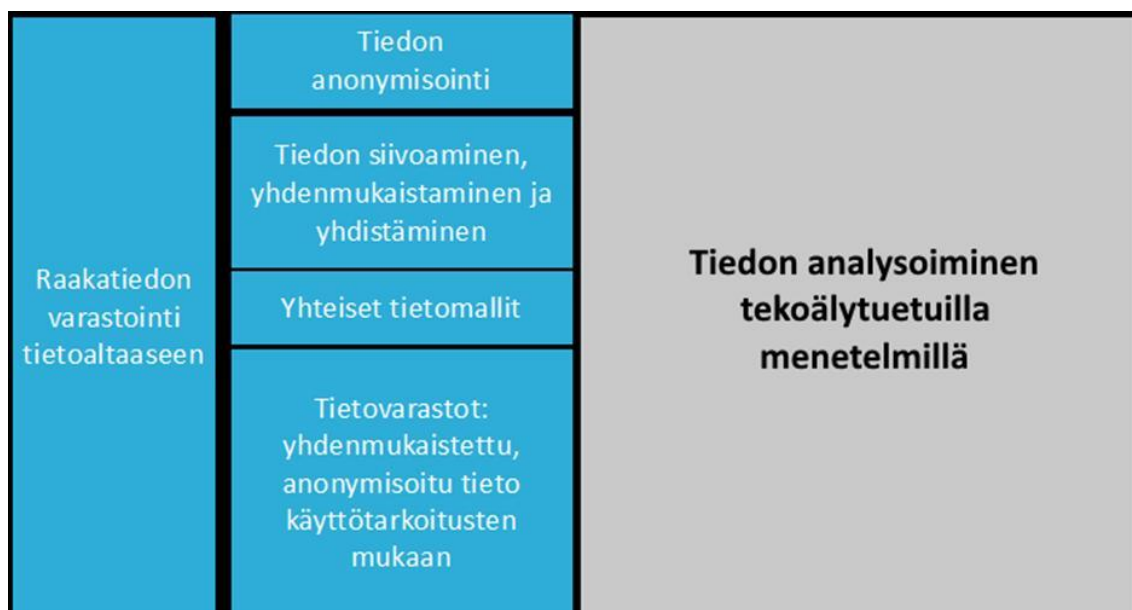 Raakatiedon
varastointi
tietoaltaaseen
Tiedon
anonymisointi
Tiedon siivoaminen,
yhdenmukaistaminen ja
yhdistäminen
Yhteiset tietomallit
Tietovarastot:
yhdenmukaistettu,
anonymisoitu tieto
käyttötarkoitusten
mukaan
Tiedon analysoiminen
tekoälytuetuilla
menetelmillä